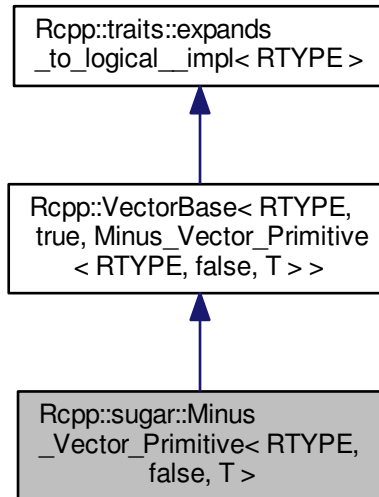 Rcpp::traits::expands
_to_logical__impl< RTYPE >
Rcpp::VectorBase< RTYPE,
true, Minus_Vector_Primitive
< RTYPE, false, T > >
Rcpp::sugar::Minus
_Vector_Primitive< RTYPE,
false, T >